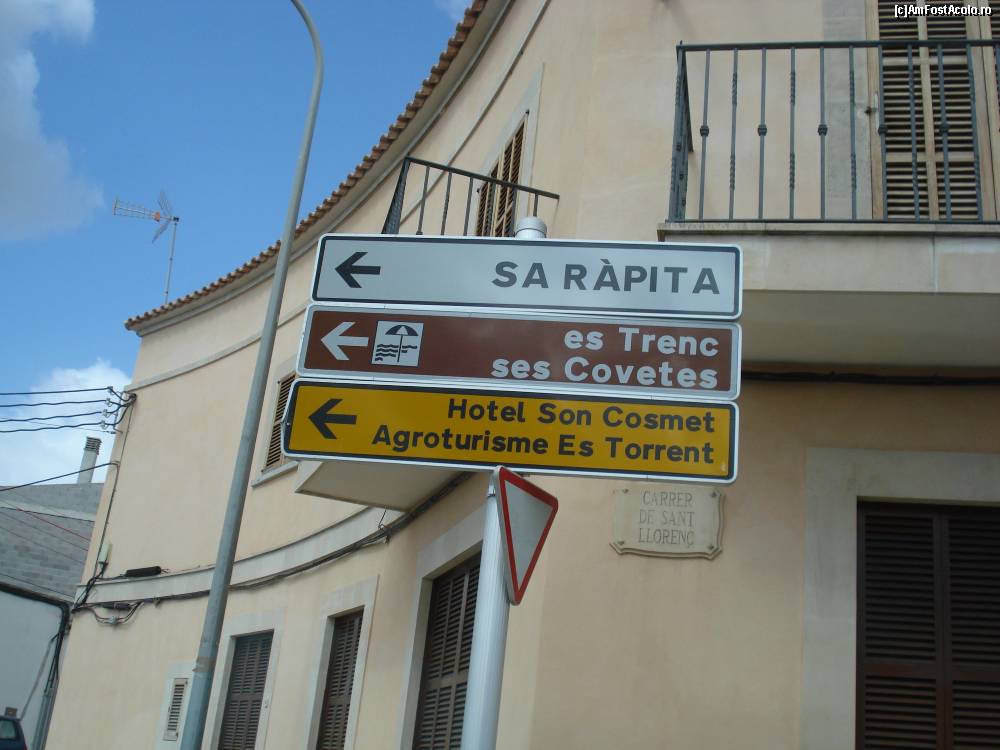 (c)AmFostAcolo.ro
SA RÀPITA
es Trenc
ses Covetes
Hotel Son Cosmet
Agroturisme Es Torrent
CARRER
DE SANT
LLORENÇ